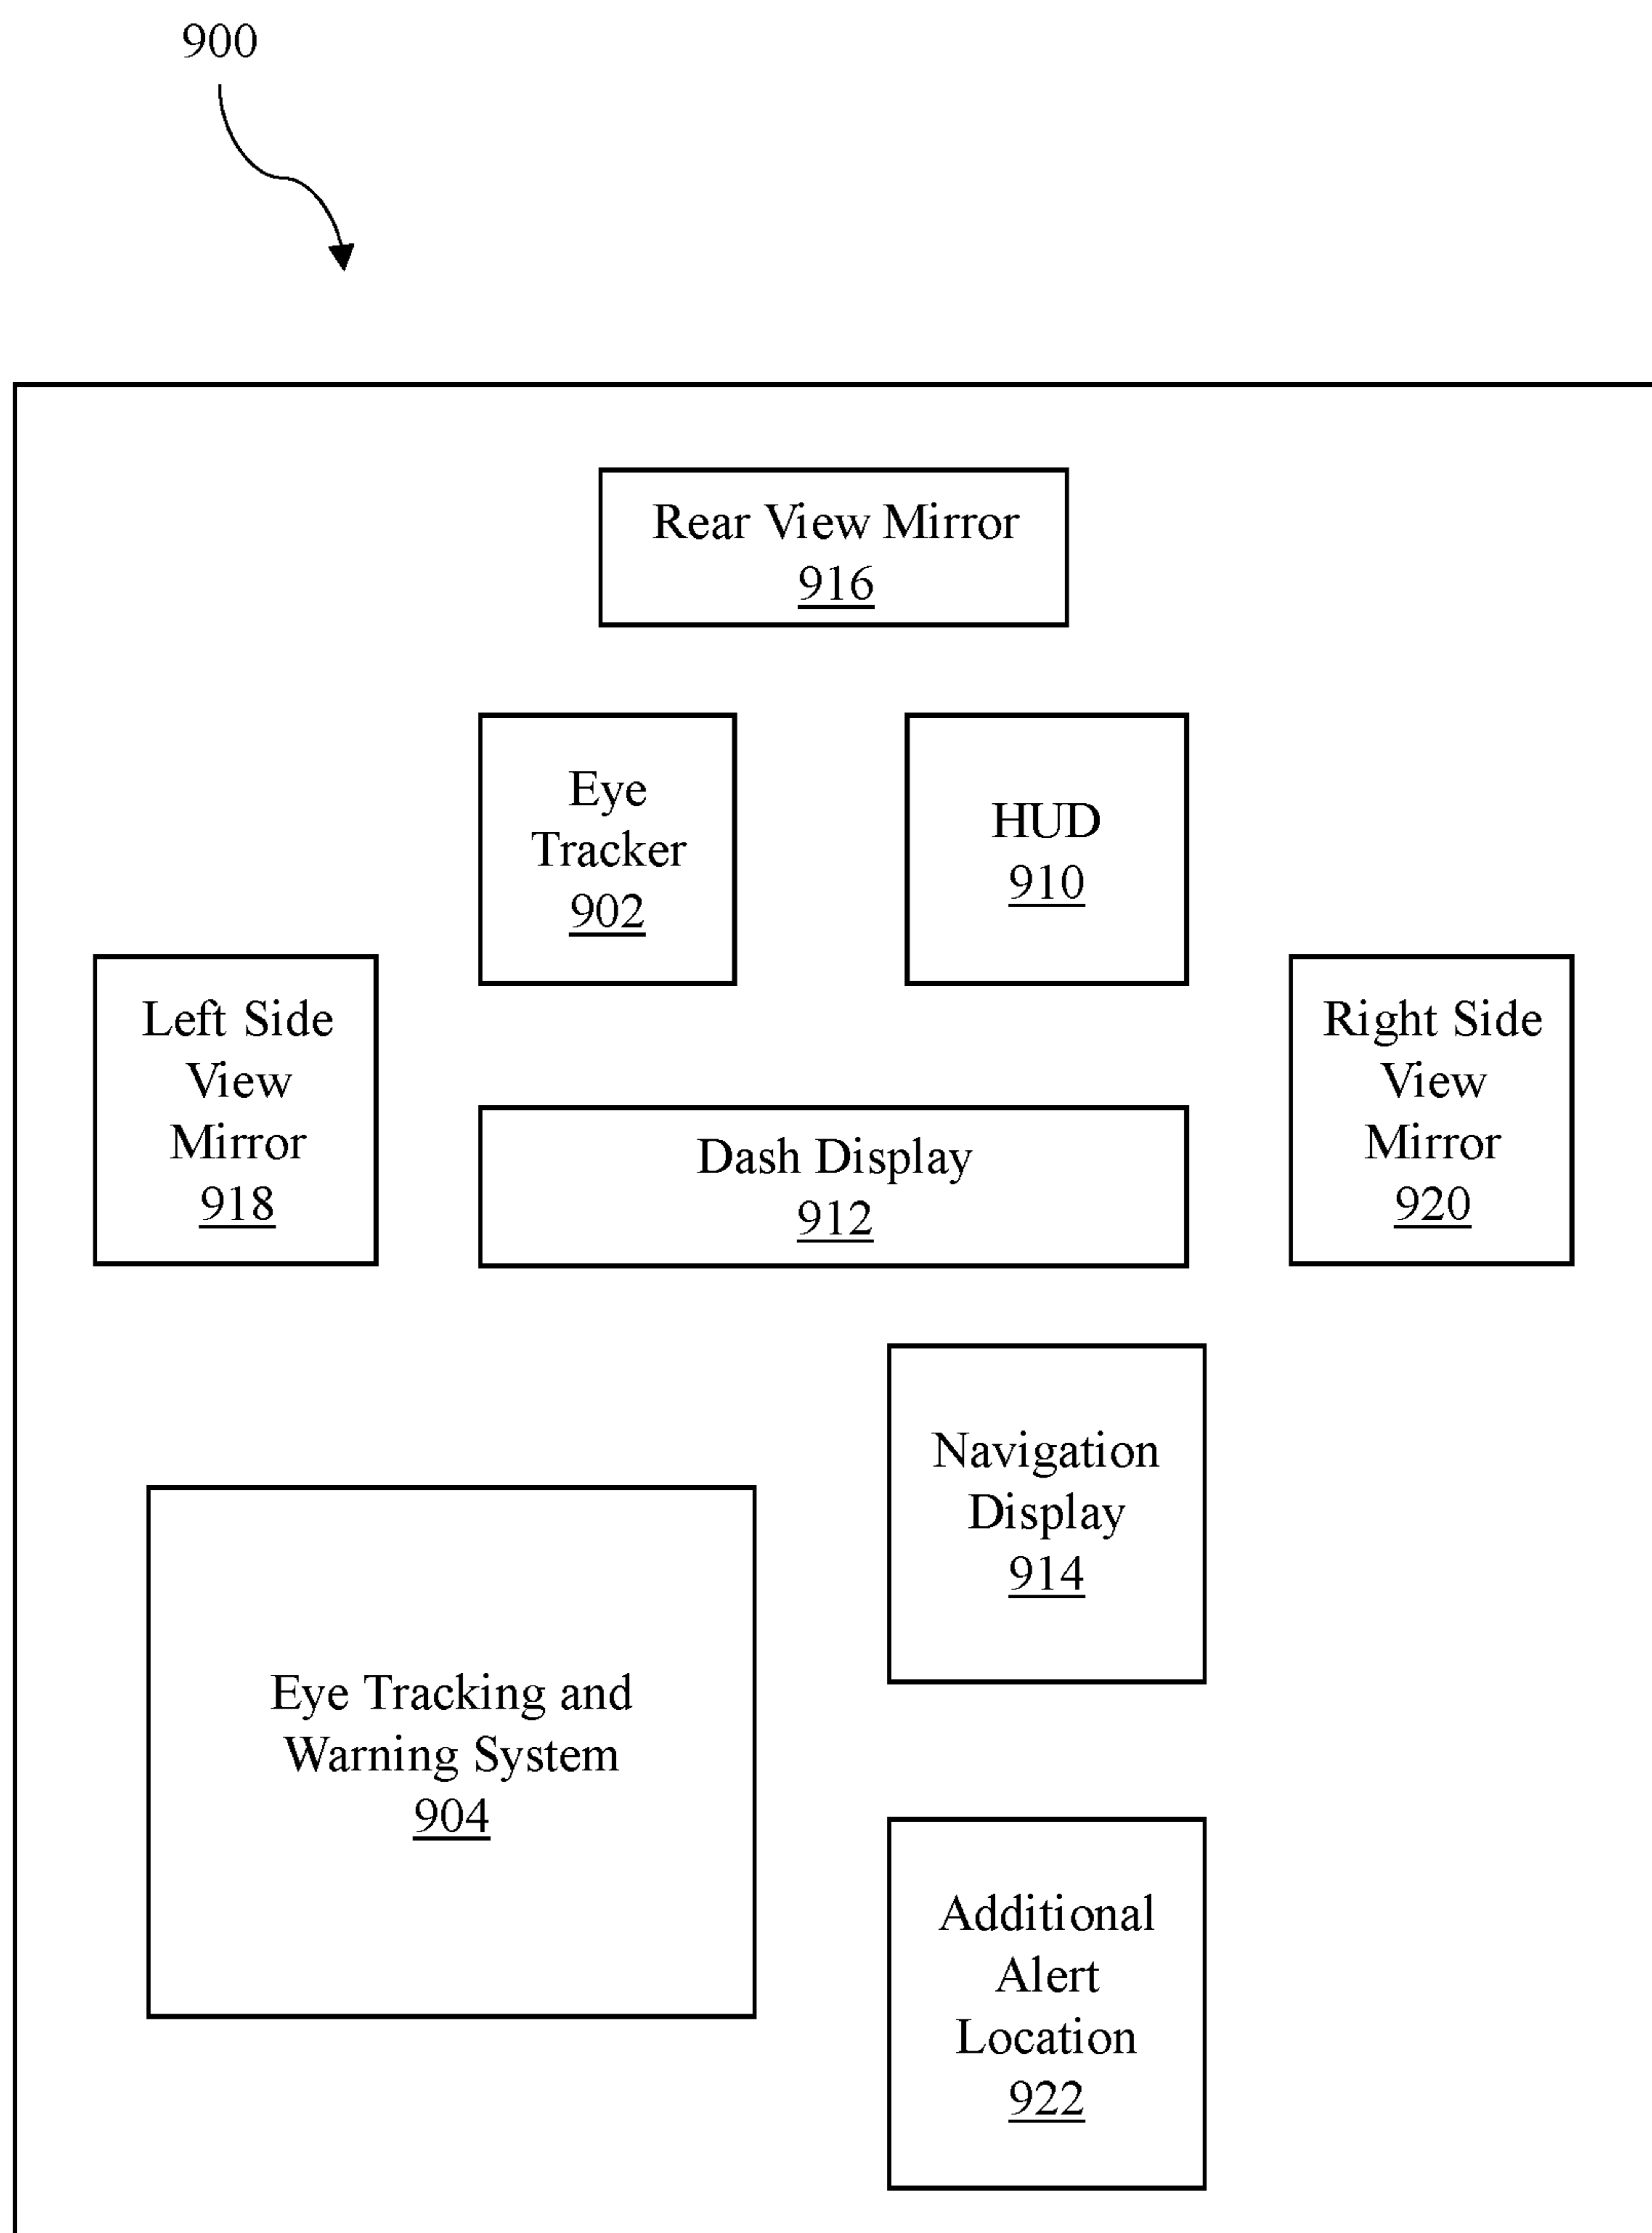 900
Rear View Mirror
916
Eye
Tracker
902
HUD
910
Left Side
View
Mirror
918
Dash Display
912
Right Side
View
Mirror
920
Navigation
Display
914
Eye Tracking and
Warning System
904
Additional
Alert
Location
922